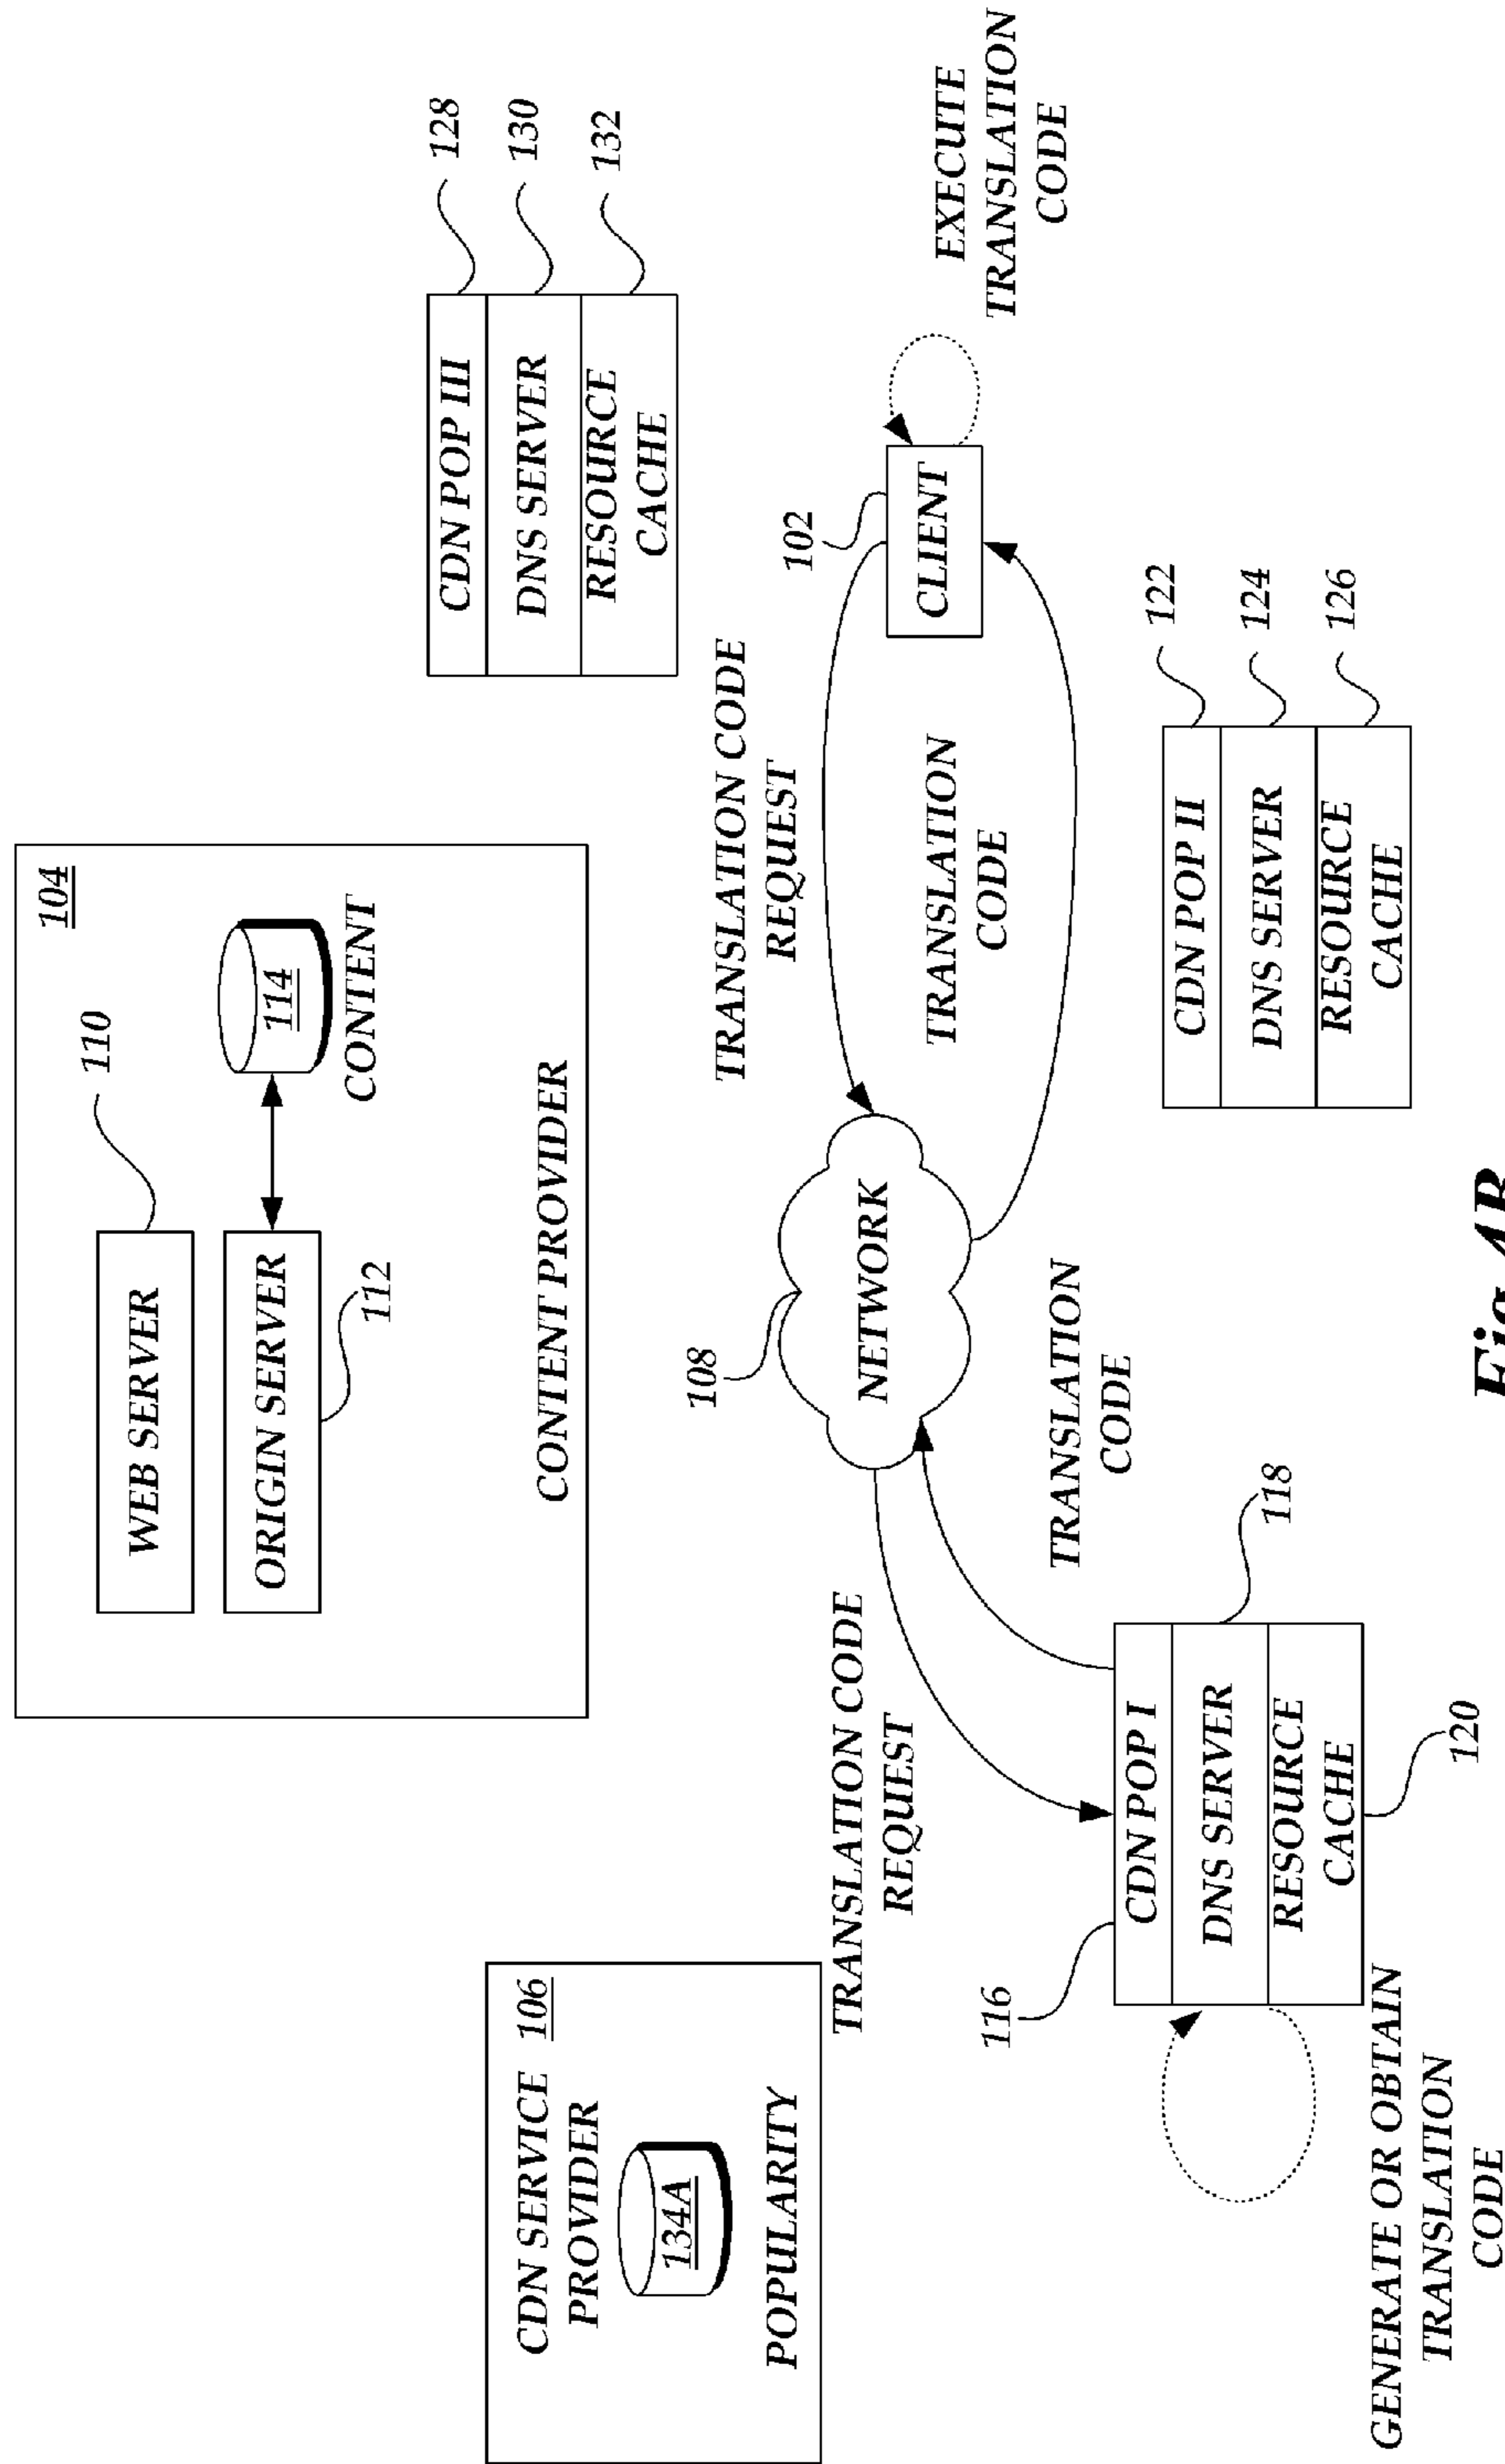 104
110
WEB SERVER
ORIGIN SERVER
112
114
CONTENT
CONTENT PROVIDER
CDN SERVICE
PROVIDER
106
134A
POPULARITY
128
130
132
CDN POP III
DNS SERVER
RESOURCE
CACHE
TRANSLATION CODE
REQUEST
102
CLIENT
EXECUTE
TRANSLATION
CODE
108
NETWORK
TRANSLATION
CODE
TRANSLATION CODE
REQUEST
TRANSLATION
CODE
116
118
120
CDN POP I
DNS SERVER
RESOURCE
CACHE
122
124
126
CDN POP II
DNS SERVER
RESOURCE
CACHE
GENERATE OR OBTAIN
TRANSLATION
CODE
Fig.4B.